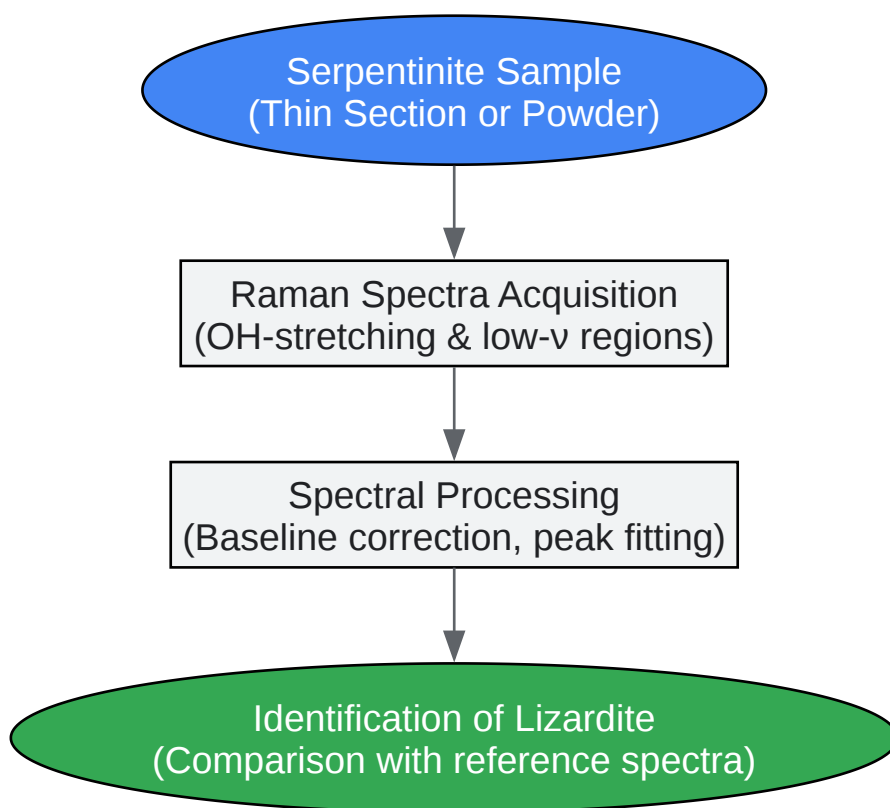 Serpentinite Sample
(Thin Section or Powder)
Raman Spectra Acquisition
(OH-stretching & low-ν regions)
Spectral Processing
(Baseline correction, peak fitting)
Identification of Lizardite
(Comparison with reference spectra)